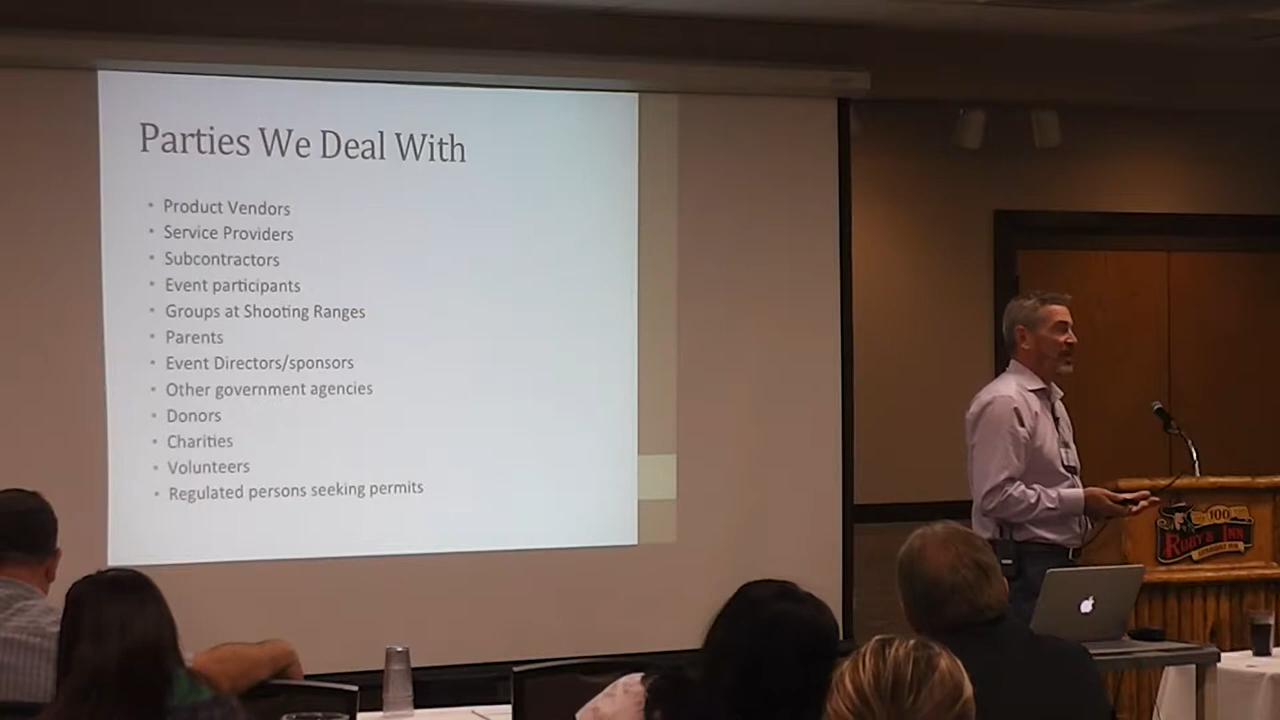 Parties We Deal With
• Product Vendors
• Service Providers
• Subcontractors
• Event participants
• Groups at Shooting Ranges
• Parents
• Event Directors/sponsors
• Other government agencies
• Donors
• Charities
• Volunteers
• Regulated persons seeking permits
100
RUBY'S INN